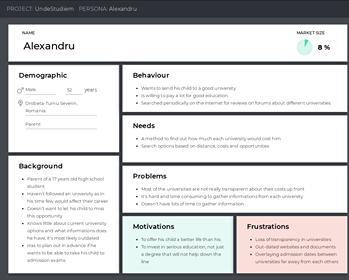 PROJECT: UndeStudiem PERSONA: Alexandru
NAME
Alexandru
MARKET SIZE
8 %
Demographic
Male
52
years
Drobeta-Turnu Severin,
Romania
Parent
Background
Parent of a 17 years old high school
student
Haven't followed an university as in
his time few would affect their career
Doesn't want to let his child to miss
this opportunity
Knows little about current university
options and what informations does
he have, it's most likely outdated
Has to plan out in advance if he
wants to be able to take his child to
admission exams
Behaviour
Wants to send his child to a good university
Is willing to pay a lot for good education
Searched periodically on the internet for reviews on forums about different universities
Needs
A method to find out how much each university would cost him
Search options based on distance, costs and opportunities
Problems
Most of the universities are not really transparent about their costs up front
It's hard and time consuming to gather informations from each university
Doesn't have lots of time to gather information
Motivations
To offer his child a better life than his
To invest in serious education, not just
a degree that will not help down the
line
Frustrations
Loss of transparency in universities
Out-dated websites and documents
Overlaying admission dates between
universities far away from each others